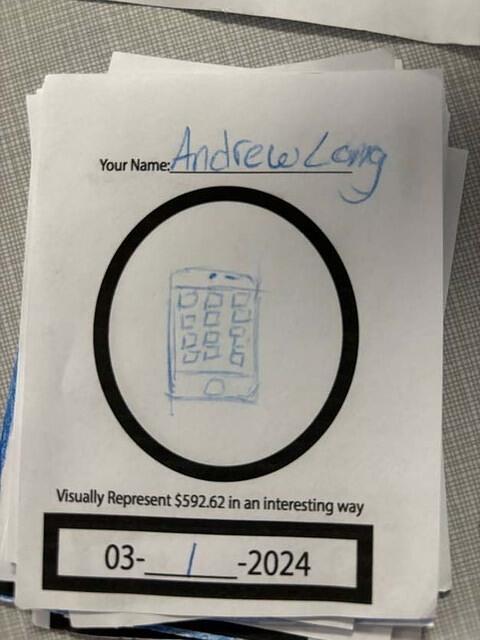 Your Name: Andrew Long
Visually Represent $592.62 in an interesting way
03- 1 -2024